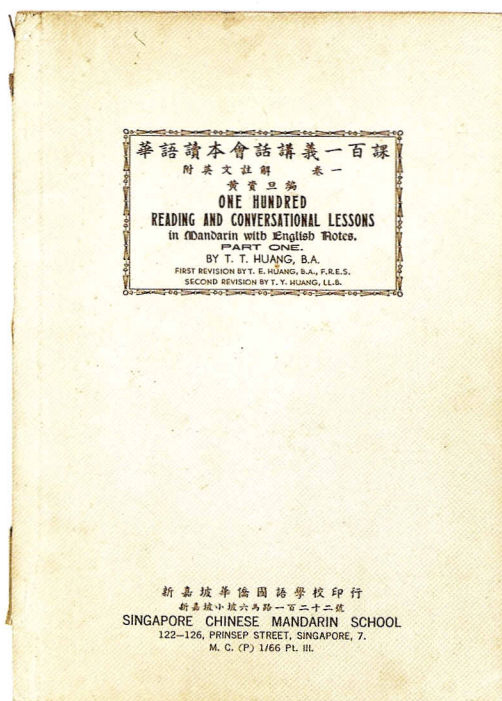 華語讀本會話講義一百課
附英文註解 卷一
黃貴旦編
ONE HUNDRED
READING AND CONVERSATIONAL LESSONS
in Mandarin with English Notes.
PART ONE.
BY T. T. HUANG, B.A.
FIRST REVISION BY T. E. HUANG, B.A., F.R.E.S.
SECOND REVISION BY T. Y. HUANG, LL.B.
新嘉坡華僑國語學校印行
新嘉坡小坡六馬路一百二十二號
SINGAPORE CHINESE MANDARIN SCHOOL
122–126, PRINSEP STREET, SINGAPORE, 7.
M. C. (P) 1/66 Pt. III.